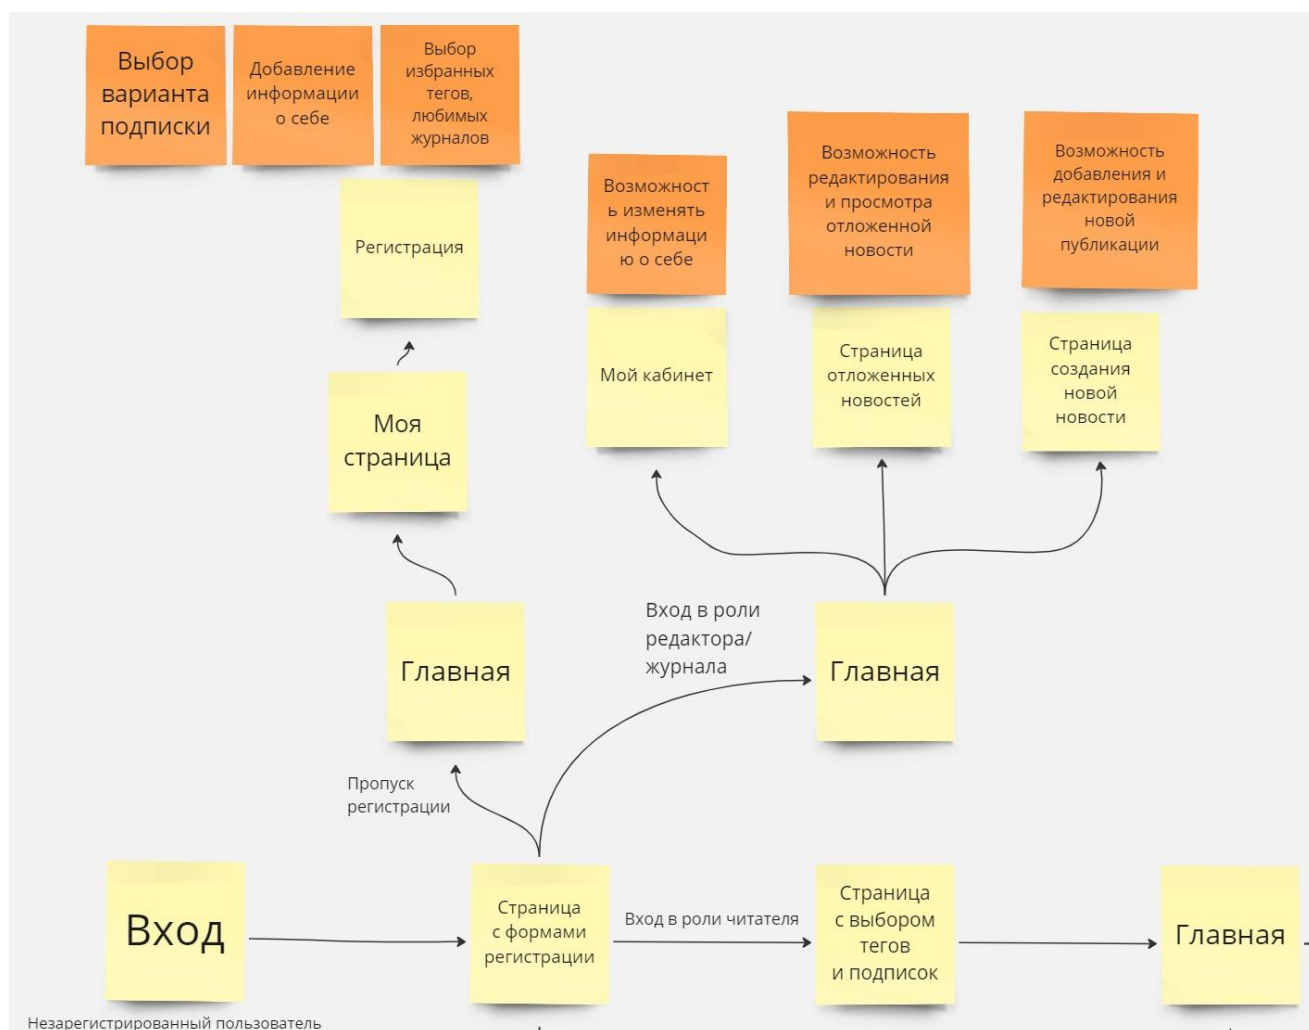 Выбор
варианта
подписки
Добавление
информации
о себе
Выбор
избранных
тегов,
любимых
журналов
Регистрация
Моя
страница
Возможност
ь изменять
информаци
ю о себе
Возможность
редактирования
и просмотра
отложенной
новости
Возможность
добавления и
редактирования
новой
публикации
Мой кабинет
Страница
отложенных
новостей
Страница
создания
новой
новости
Главная
Вход в роли
редактора/
журнала
Главная
Пропуск
регистрации
Вход
Страница
с формами
регистрации
Вход в роли читателя
Страница
с выбором
тегов
и подписок
Главная
Незарегистрированный пользователь